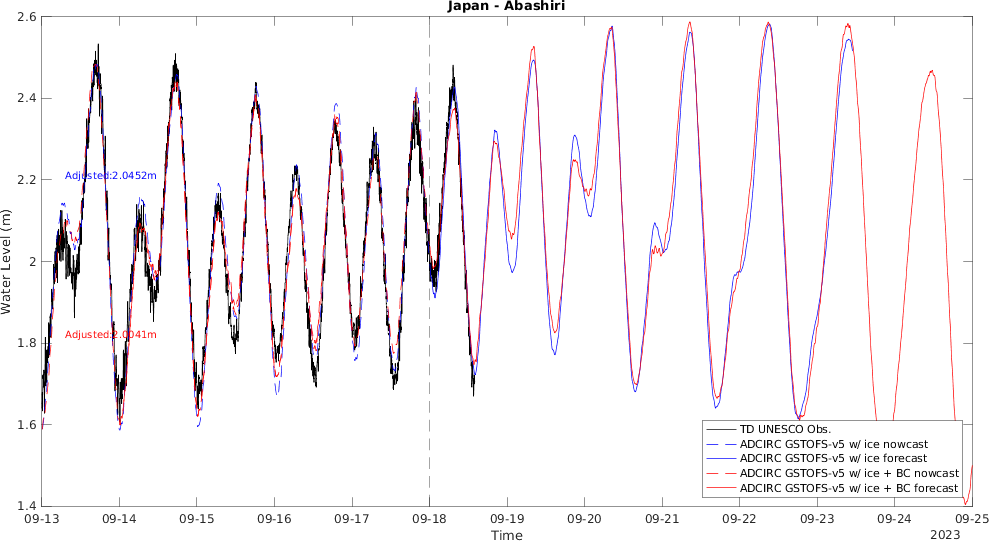 Japan - Abashiri
2.6
2.4
2.2
2
1.8
1.6
1.4
Water Level (m)
Adjusted:2.0452m
Adjusted:2.0041m
TD UNESCO Obs.
ADCIRC GSTOFS-v5 w/ ice nowcast
ADCIRC GSTOFS-v5 w/ ice forecast
ADCIRC GSTOFS-v5 w/ ice + BC nowcast
ADCIRC GSTOFS-v5 w/ ice + BC forecast
09-13 09-14 09-15 09-16 09-17 09-18 09-19 09-20 09-21 09-22 09-23 09-24 09-25
Time
2023